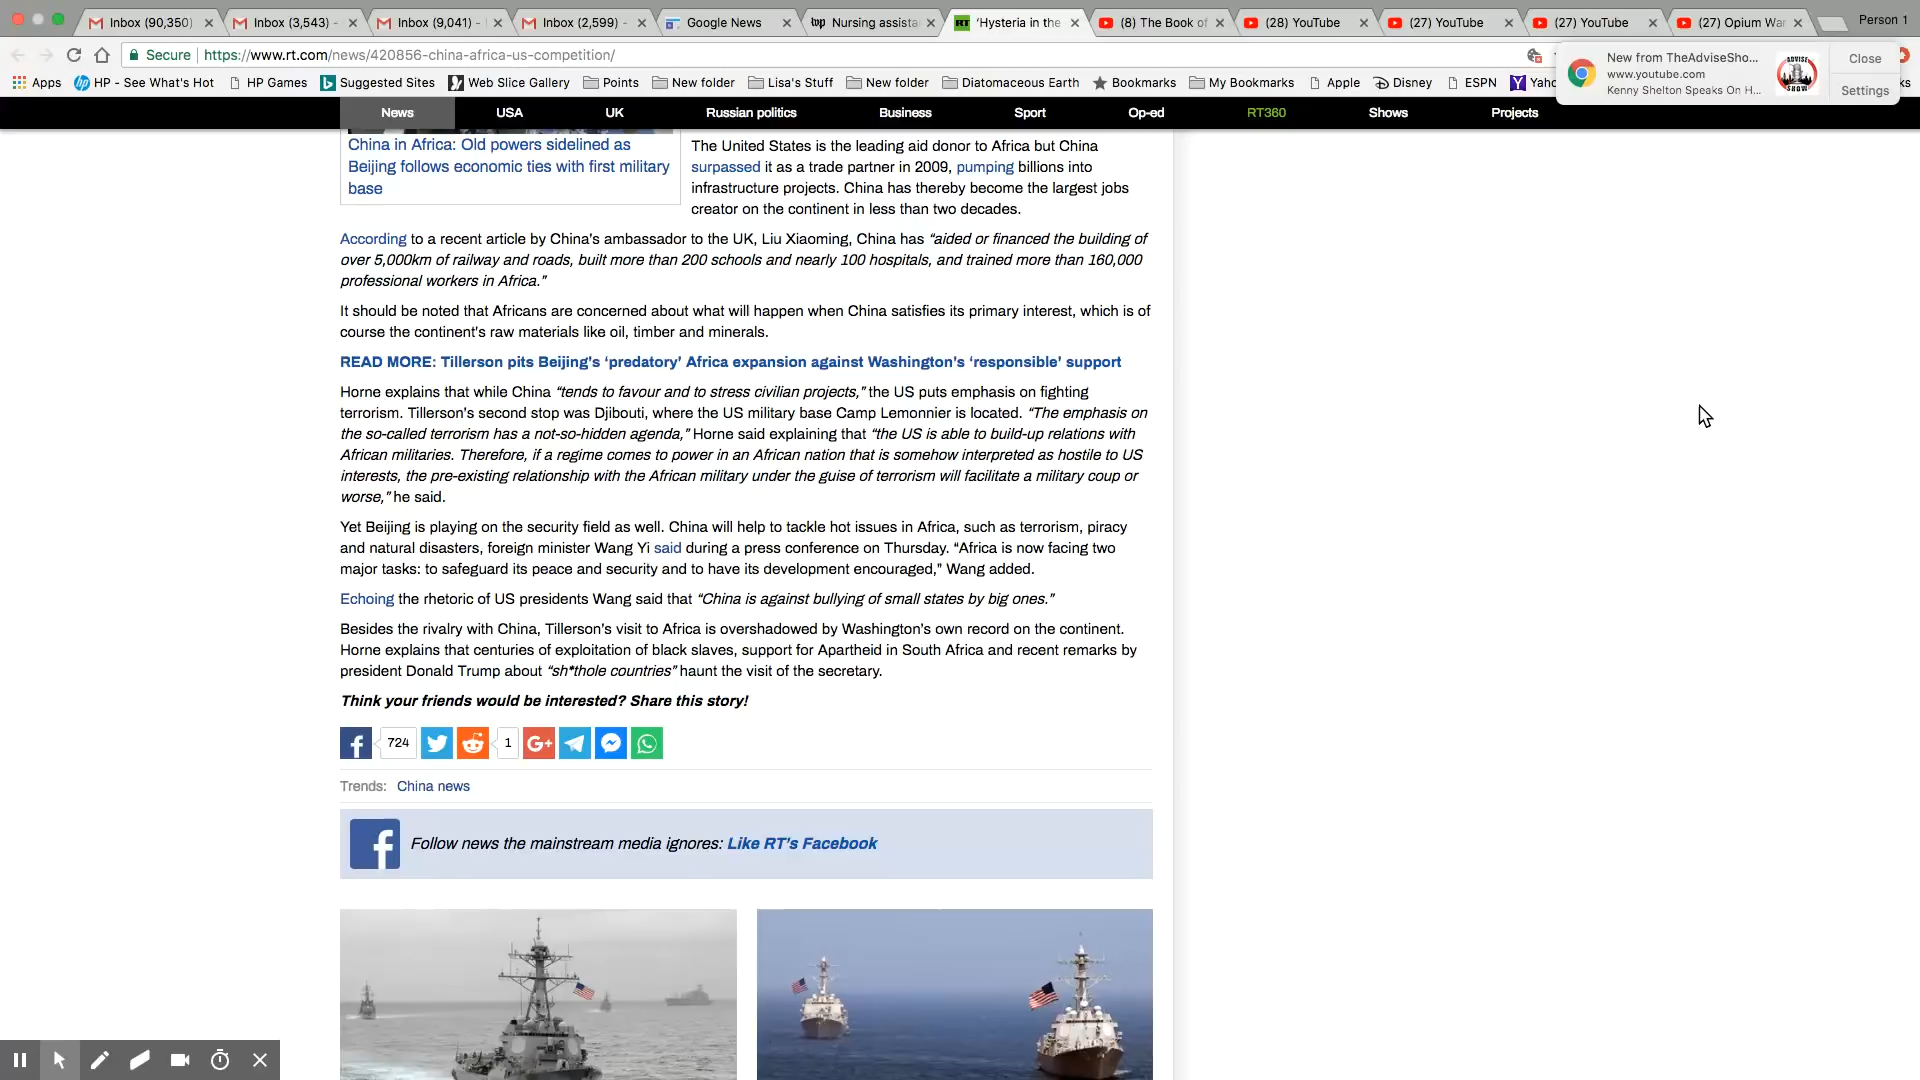 Inbox (90,350)
Inbox (3,543) -
Inbox (9,041) -
Inbox (2,599) -
Google News
Nursing assista
'Hysteria in the
(8) The Book of
(28) YouTube
(27) YouTube
(27) YouTube
(27) Opium War
Person 1
Secure
https://www.rt.com/news/420856-china-africa-us-competition/
Apps
HP - See What's Hot
HP Games
Suggested Sites
Web Slice Gallery
Points
New folder
Lisa's Stuff
New folder
Diatomaceous Earth
Bookmarks
My Bookmarks
Apple
Disney
ESPN
New from TheAdviseSho...
www.youtube.com
Kenny Shelton Speaks On H...
ADVISE
SHOW
Close
Settings
News
USA
UK
Russian politics
Business
Sport
Op-ed
RT360
Shows
Projects
China in Africa: Old powers sidelined as
Beijing follows economic ties with first military
base
The United States is the leading aid donor to Africa but China
surpassed it as a trade partner in 2009, pumping billions into
infrastructure projects. China has thereby become the largest jobs
creator on the continent in less than two decades.
According to a recent article by China's ambassador to the UK, Liu Xiaoming, China has "aided or financed the building of
over 5,000km of railway and roads, built more than 200 schools and nearly 100 hospitals, and trained more than 160,000
professional workers in Africa."
It should be noted that Africans are concerned about what will happen when China satisfies its primary interest, which is of
course the continent's raw materials like oil, timber and minerals.
READ MORE: Tillerson pits Beijing's 'predatory' Africa expansion against Washington's 'responsible' support
Horne explains that while China "tends to favour and to stress civilian projects," the US puts emphasis on fighting
terrorism. Tillerson's second stop was Djibouti, where the US military base Camp Lemonnier is located. "The emphasis on
the so-called terrorism has a not-so-hidden agenda," Horne said explaining that "the US is able to build-up relations with
African militaries. Therefore, if a regime comes to power in an African nation that is somehow interpreted as hostile to US
interests, the pre-existing relationship with the African military under the guise of terrorism will facilitate a military coup or
worse," he said.
Yet Beijing is playing on the security field as well. China will help to tackle hot issues in Africa, such as terrorism, piracy
and natural disasters, foreign minister Wang Yi said during a press conference on Thursday. "Africa is now facing two
major tasks: to safeguard its peace and security and to have its development encouraged," Wang added.
Echoing the rhetoric of US presidents Wang said that "China is against bullying of small states by big ones."
Besides the rivalry with China, Tillerson's visit to Africa is overshadowed by Washington's own record on the continent.
Horne explains that centuries of exploitation of black slaves, support for Apartheid in South Africa and recent remarks by
president Donald Trump about "sh*thole countries" haunt the visit of the secretary.
Think your friends would be interested? Share this story!
724
1
G+
Trends: China news
Follow news the mainstream media ignores: Like RT's Facebook